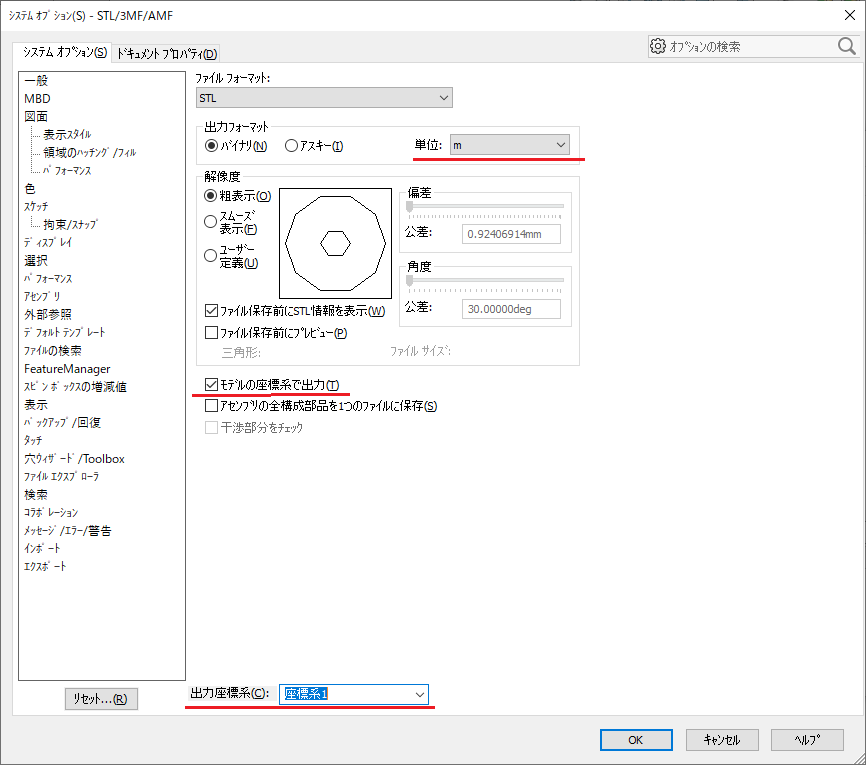 ｼｽﾃﾑ ｵﾌﾟｼｮﾝ(S) - STL/3MF/AMF
ｼｽﾃﾑ ｵﾌﾟｼｮﾝ(S)
ﾄﾞｷｭﾒﾝﾄ ﾌﾟﾛﾊﾟﾃｨ(D)
ｵﾌﾟｼｮﾝの検索
一般
MBD
図面
表示ｽﾀｲﾙ
領域のﾊｯﾁﾝｸﾞ/ﾌｨﾙ
ﾊﾟﾌｫｰﾏﾝｽ
色
ｽｹｯﾁ
拘束/ｽﾅｯﾌﾟ
ﾃﾞｨｽﾌﾟﾚｲ
選択
ﾊﾟﾌｫｰﾏﾝｽ
ｱｾﾝﾌﾞﾘ
外部参照
ﾃﾞﾌｫﾙﾄ ﾃﾝﾌﾟﾚｰﾄ
ﾌｧｲﾙの検索
FeatureManager
ｽﾋﾟﾝ ﾎﾞｯｸｽの増減値
表示
ﾊﾞｯｸｱｯﾌﾟ/回復
ﾀｯﾁ
穴ｳｨｻﾞｰﾄﾞ/Toolbox
ﾌｧｲﾙ ｴｸｽﾌﾟﾛｰﾗ
検索
ｺﾗﾎﾞﾚｰｼｮﾝ
ﾒｯｾｰｼﾞ/ｴﾗｰ/警告
ｲﾝﾎﾟｰﾄ
ｴｸｽﾎﾟｰﾄ
ﾘｾｯﾄ...(R)
ﾌｧｲﾙ ﾌｫｰﾏｯﾄ:
STL
出力ﾌｫｰﾏｯﾄ
ﾊﾞｲﾅﾘ(N)
ｱｽｷｰ(I)
単位:
m
解像度
粗表示(O)
ｽﾑｰｽﾞ
表示(F)
ﾕｰｻﾞｰ
定義(U)
偏差
公差:
0.92406914mm
角度
公差:
30.00000deg
ﾌｧｲﾙ保存前にSTL情報を表示(W)
ﾌｧｲﾙ保存前にﾌﾟﾚﾋﾞｭｰ(P)
三角形:
ﾌｧｲﾙ ｻｲｽﾞ:
ﾓﾃﾞﾙの座標系で出力(T)
ｱｾﾝﾌﾞﾘの全構成部品を1つのﾌｧｲﾙに保存(S)
干渉部分をﾁｪｯｸ
出力座標系(C):
座標系1
OK
ｷｬﾝｾﾙ
ﾍﾙﾌﾟ